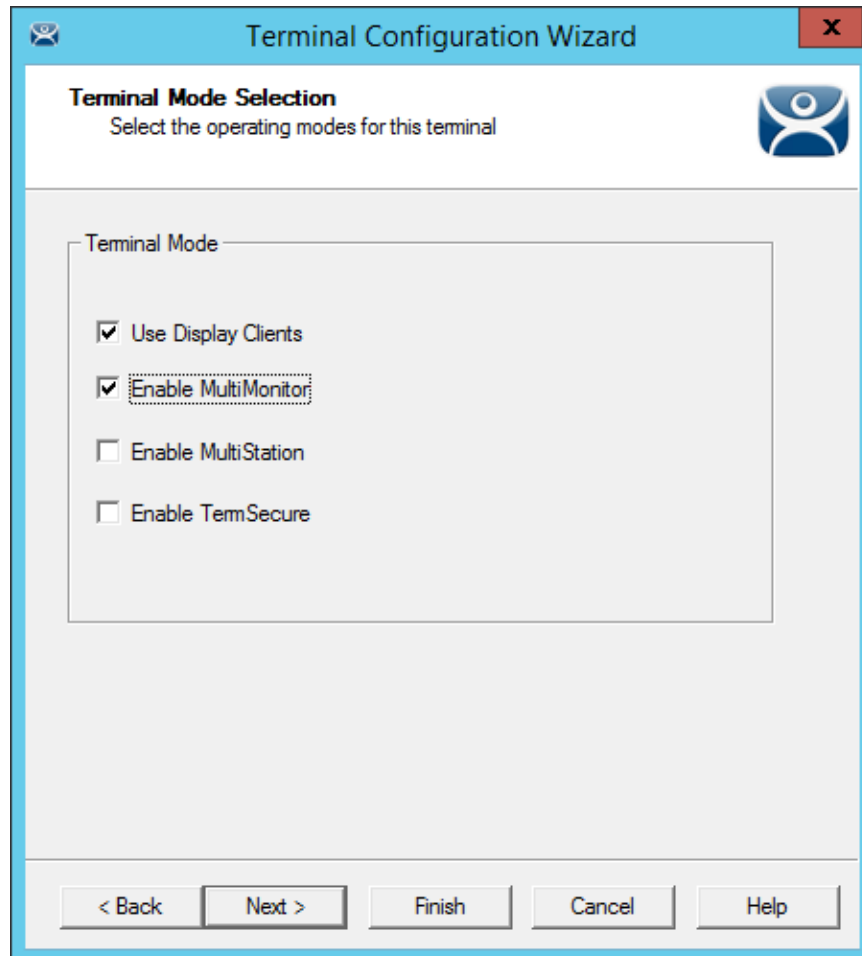 Terminal Configuration Wizard
x
Terminal Mode Selection
Select the operating modes for this terminal
Terminal Mode
Use Display Clients
Enable MultiMonitor
Enable MultiStation
Enable TermSecure
< Back Next > Finish Cancel Help